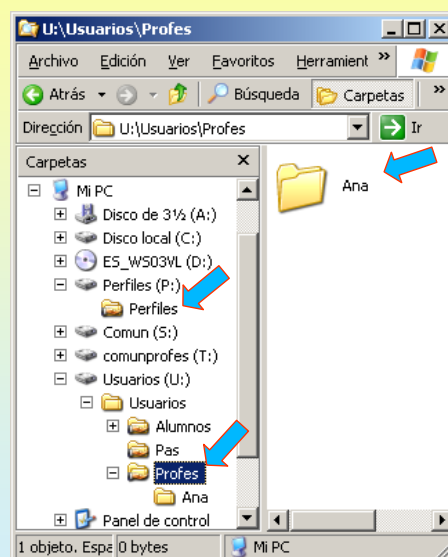 U:\Usuarios\Profes
Archivo Edición Ver Favoritos Herramient »
Atrás Búsqueda Carpetas »
Dirección U:\Usuarios\Profes Ir
Carpetas
Mi PC
Disco de 3½ (A:)
Disco local (C:)
ES_WS03VL (D:)
Perfiles (P:)
Perfiles
Comun (S:)
comunprofes (T:)
Usuarios (U:)
Usuarios
Alumnos
Pas
Profes
Ana
Panel de control
Ana
1 objeto. Espa 0 bytes Mi PC